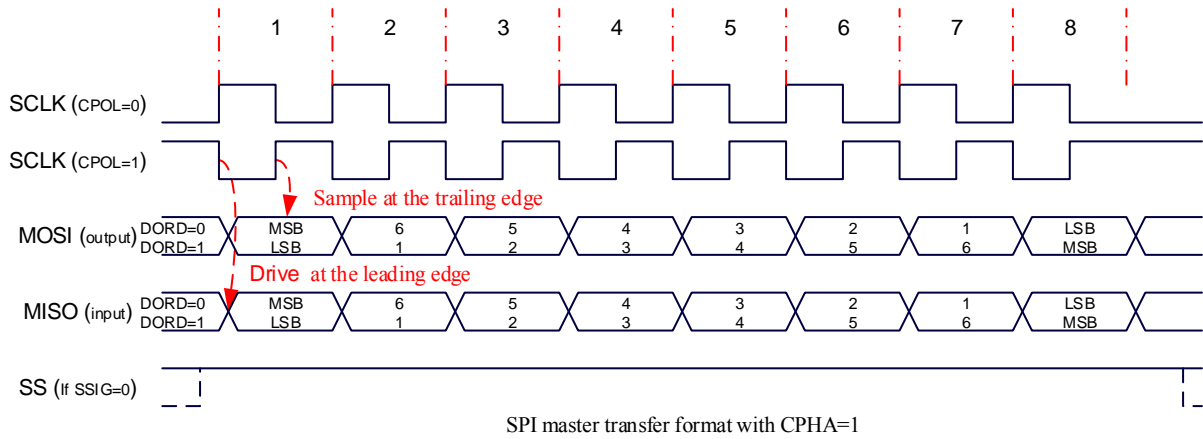 1 2 3 4 5 6 7 8
SCLK (CPOL=0)
SCLK (CPOL=1)
Sample at the trailing edge
MOSI (output)
DORD=0 MSB 6 5 4 3 2 1 LSB
DORD=1 LSB 1 2 3 4 5 6 MSB
Drive at the leading edge
MISO (input)
DORD=0 MSB 6 5 4 3 2 1 LSB
DORD=1 LSB 1 2 3 4 5 6 MSB
SS (If SSIG=0)
SPI master transfer format with CPHA=1